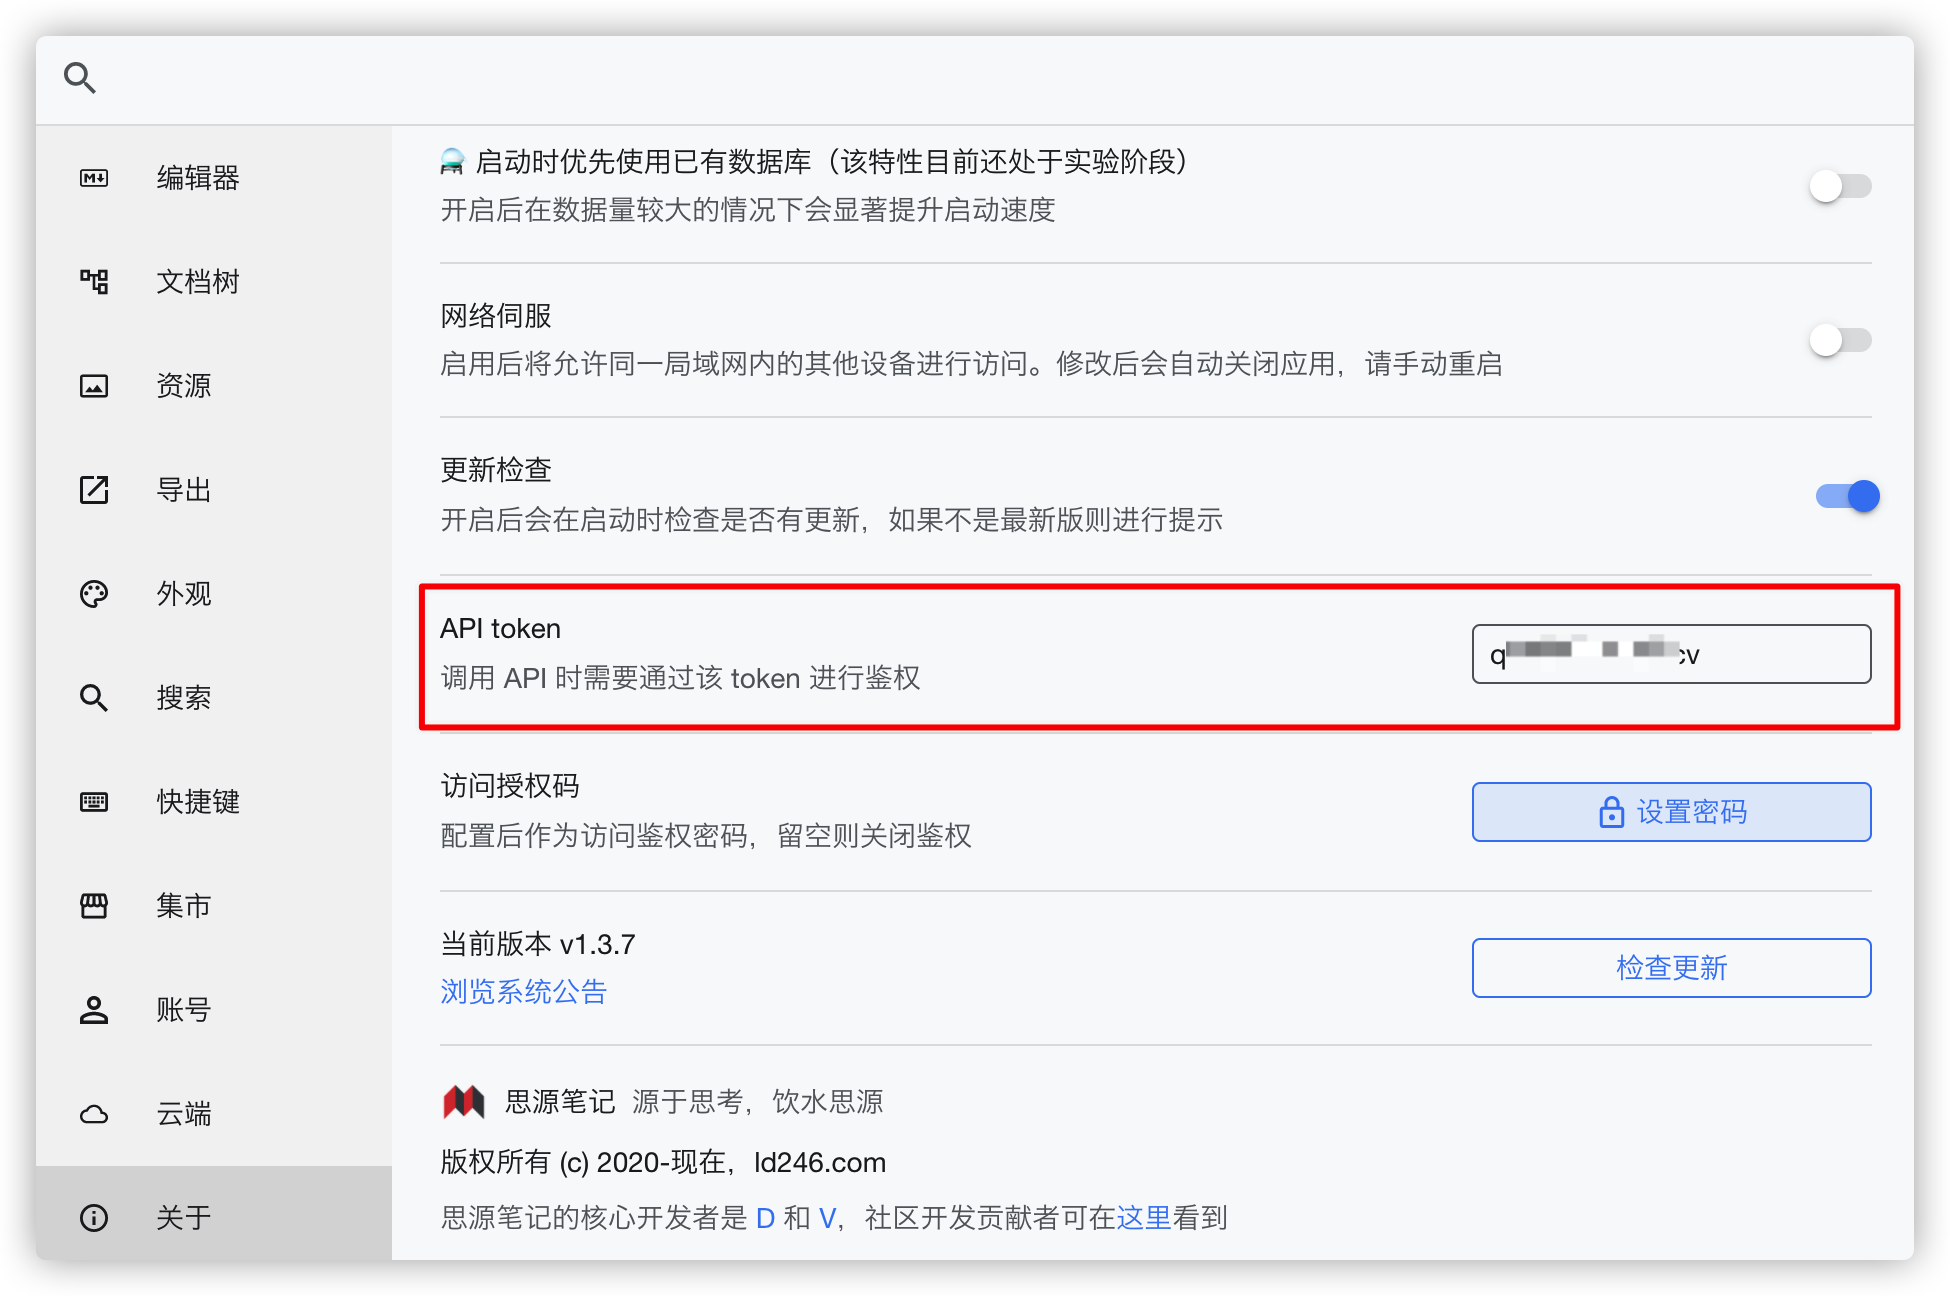 编辑器
文档树
资源
导出
外观
搜索
快捷键
集市
账号
云端
关于
启动时优先使用已有数据库（该特性目前还处于实验阶段）
开启后在数据量较大的情况下会显著提升启动速度
网络伺服
启用后将允许同一局域网内的其他设备进行访问。修改后会自动关闭应用，请手动重启
更新检查
开启后会在启动时检查是否有更新，如果不是最新版则进行提示
API token
调用 API 时需要通过该 token 进行鉴权
访问授权码
配置后作为访问鉴权密码，留空则关闭鉴权
设置密码
当前版本 v1.3.7
浏览系统公告
检查更新
思源笔记 源于思考，饮水思源
版权所有 (c) 2020-现在，ld246.com
思源笔记的核心开发者是 D 和 V，社区开发贡献者可在这里看到